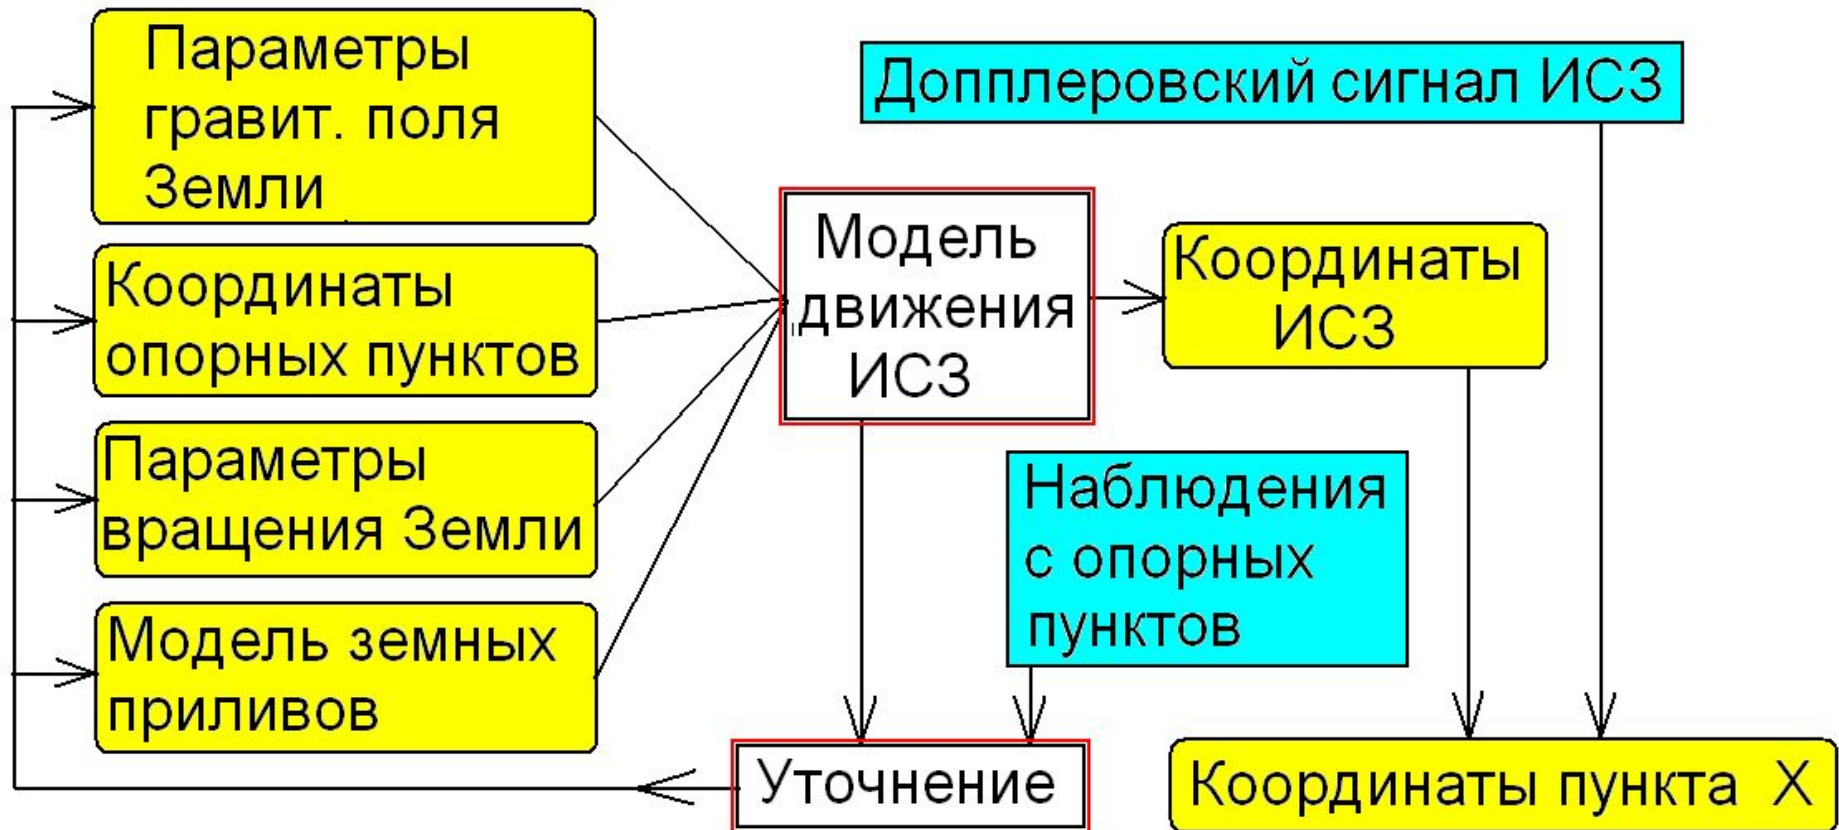 Параметры
гравит. поля
Земли
Координаты
опорных пунктов
Параметры
вращения Земли
Модель земных
приливов
Допплеровский сигнал ИСЗ
Модель
движения
ИСЗ
Координаты
ИСЗ
Наблюдения
с опорных
пунктов
Уточнение
Координаты пункта X